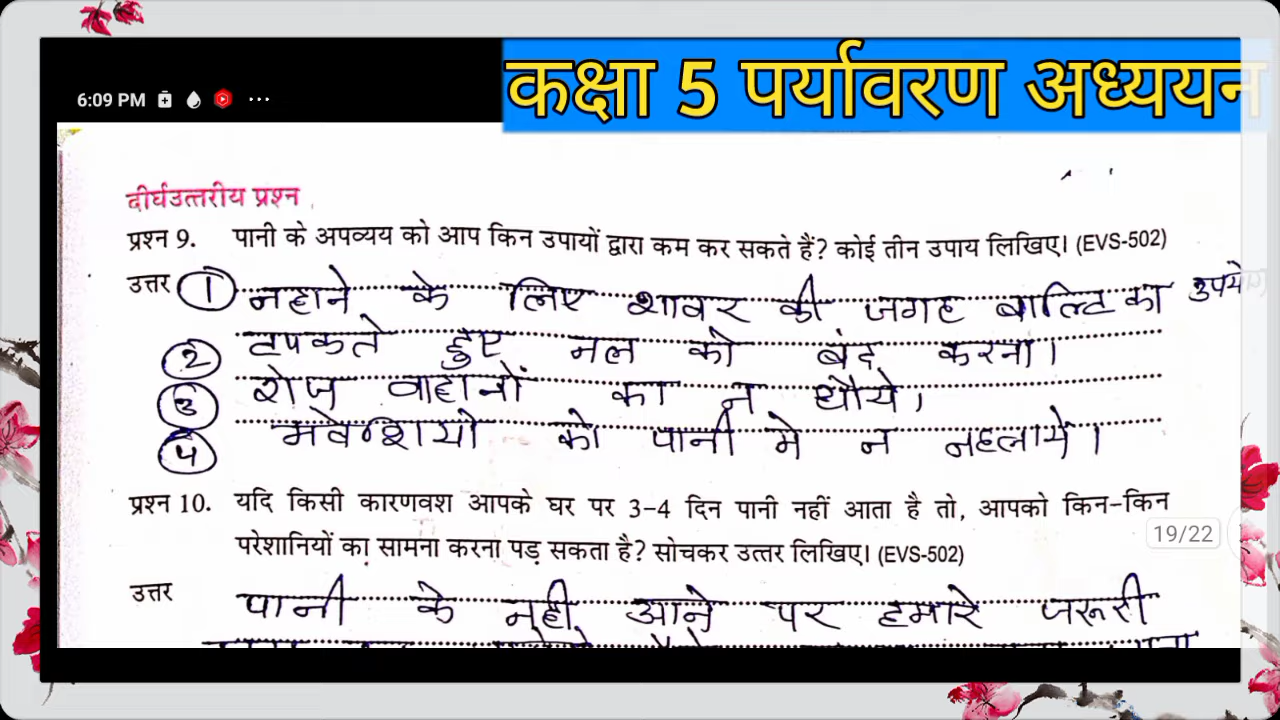 कक्षा 5 पर्यावरण अध्ययन
6:09 PM
दीर्घउत्तरीय प्रश्न
प्रश्न 9. पानी के अपव्यय को आप किन उपायों द्वारा कम कर सकते हैं? कोई तीन उपाय लिखिए। (EVS-502)
उत्तर 1 नहाने के लिए शावर की जगह बाल्टि का उपयोग
2 टपकते हुए नल को बंद करना।
3 रोज वाहानों का न धौये।
4 मवेशियो को पानी मे न नहलाये।
प्रश्न 10. यदि किसी कारणवश आपके घर पर 3-4 दिन पानी नहीं आता है तो, आपको किन-किन
19/22
परेशानियों का सामना करना पड़ सकता है? सोचकर उत्तर लिखिए। (EVS-502)
उत्तर पानी के नही आने पर हमारे जरूरी